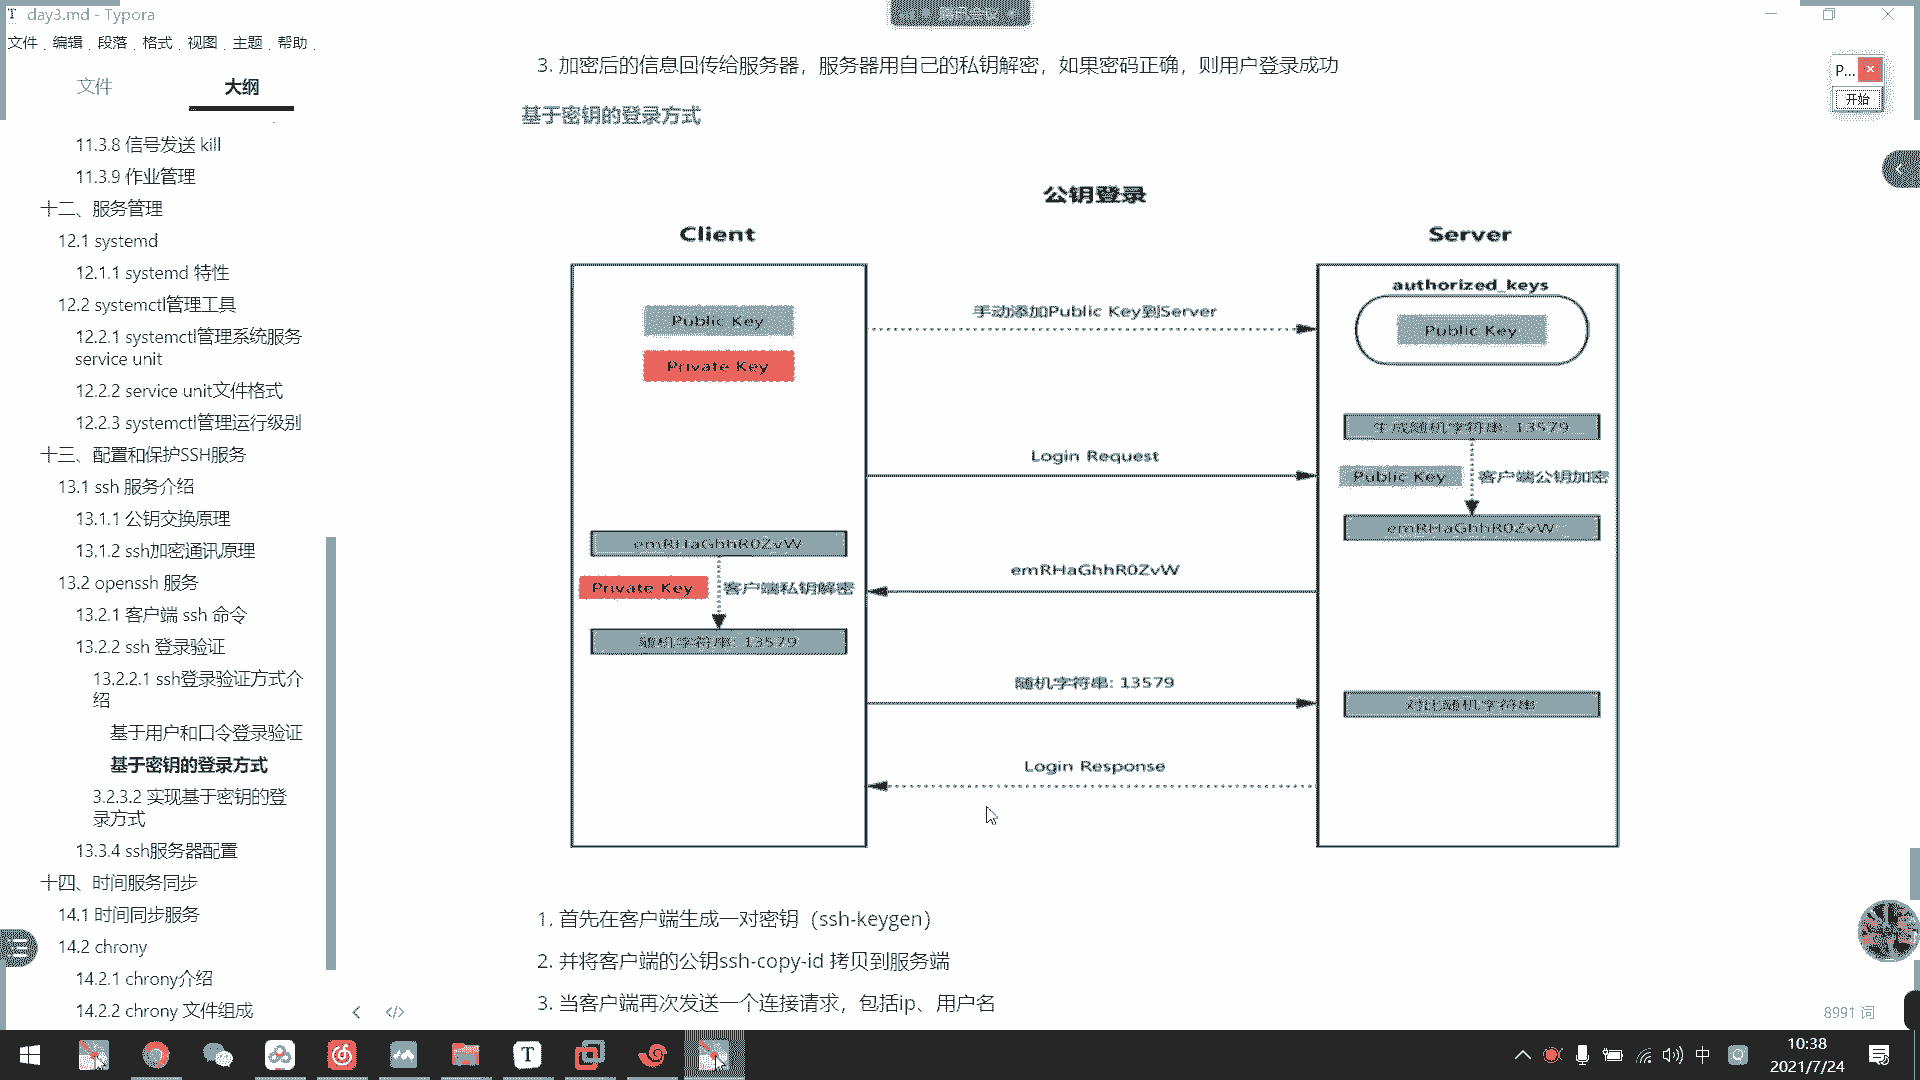 day3.md - Typora
文件 编辑 段落 格式 视图 主题 帮助
文件 大纲
11.3.8 信号发送 kill
11.3.9 作业管理
十二、服务管理
12.1 systemd
12.1.1 systemd 特性
12.2 systemctl管理工具
12.2.1 systemctl管理系统服务
service unit
12.2.2 service unit文件格式
12.2.3 systemctl管理运行级别
十三、配置和保护SSH服务
13.1 ssh 服务介绍
13.1.1 公钥交换原理
13.1.2 ssh加密通讯原理
13.2 openssh 服务
13.2.1 客户端 ssh 命令
13.2.2 ssh 登录验证
13.2.2.1 ssh登录验证方式介
绍
基于用户和口令登录验证
基于密钥的登录方式
3.2.3.2 实现基于密钥的登
录方式
13.3.4 ssh服务器配置
十四、时间服务同步
14.1 时间同步服务
14.2 chrony
14.2.1 chrony介绍
14.2.2 chrony 文件组成
3. 加密后的信息回传给服务器，服务器用自己的私钥解密，如果密码正确，则用户登录成功
基于密钥的登录方式
公钥登录
Client
Server
authorized_keys
Public Key
手动添加Public Key到Server
Public Key
Private Key
生成随机字符串: 13579
Login Request
Public Key 客户端公钥加密
emRHaGhhR0ZvW
emRHaGhhR0ZvW
emRHaGhhR0ZvW
Private Key 客户端私钥解密
随机字符串: 13579
随机字符串: 13579
对比随机字符串
Login Response
1. 首先在客户端生成一对密钥（ssh-keygen）
2. 并将客户端的公钥ssh-copy-id 拷贝到服务端
3. 当客户端再次发送一个连接请求，包括ip、用户名
P...
开始
8991 词
中
10:38
2021/7/24